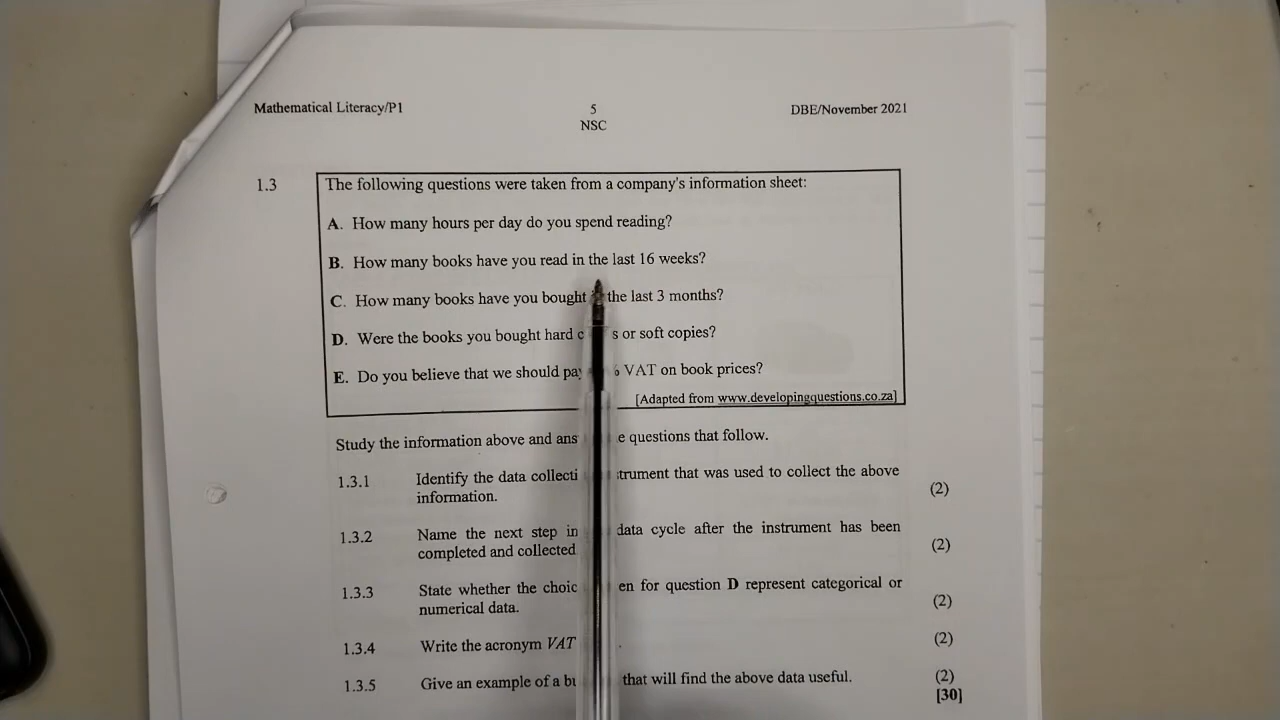 Mathematical Literacy/P1 5 DBE/November 2021
NSC
1.3 The following questions were taken from a company's information sheet:
A. How many hours per day do you spend reading?
B. How many books have you read in the last 16 weeks?
C. How many books have you bought the last 3 months?
D. Were the books you bought hard or soft copies?
E. Do you believe that we should VAT on book prices?
[Adapted from www.developingquestions.co.za]
Study the information above and questions that follow.
1.3.1 Identify the data that was used to collect the above
information. (2)
1.3.2 Name the next step in data cycle after the instrument has been
completed and collected (2)
1.3.3 State whether the for question D represent categorical or
numerical data. (2)
1.3.4 Write the acronym VAT (2)
1.3.5 Give an example of a that will find the above data useful. (2)
[30]